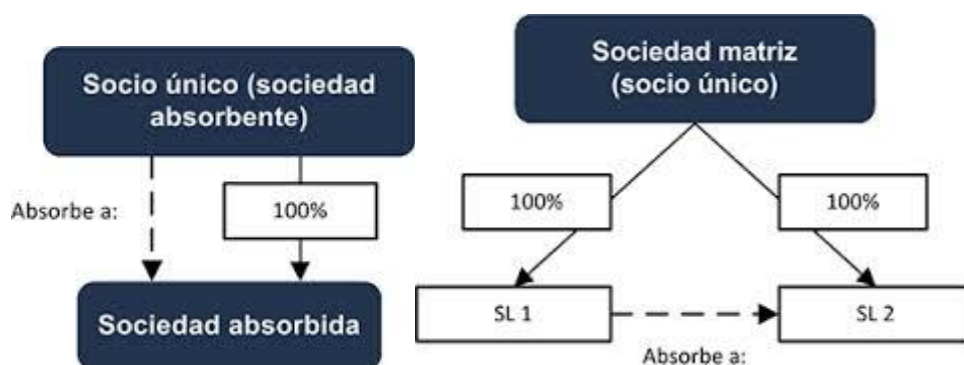 Socio único (sociedad
absorbente)
Absorbe a:
100%
Sociedad absorbida
Sociedad matriz
(socio único)
100%
100%
SL 1
SL 2
Absorbe a: